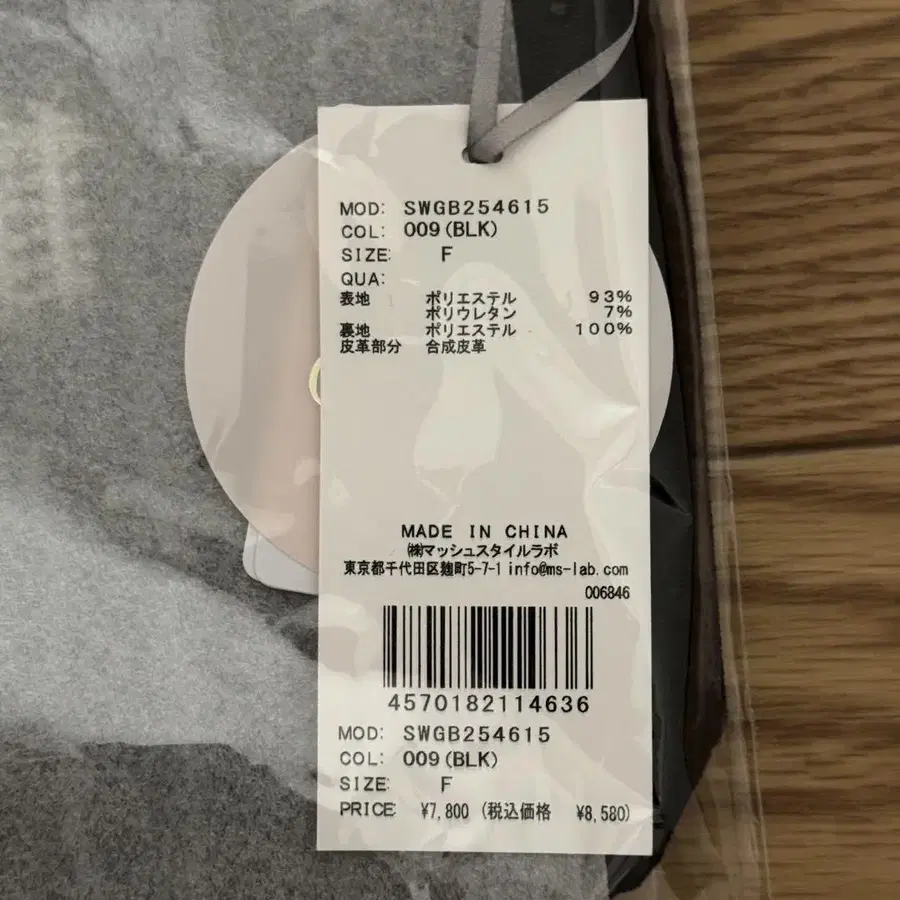 MOD: SWGB254615
COL: 009(BLK)
SIZE: F
QUA:
表地 ポリエステル 93%
ポリウレタン 7%
裏地 ポリエステル 100%
皮革部分 合成皮革
MADE IN CHINA
㈱マッシュスタイルラボ
東京都千代田区麹町5-7-1 info@ms-lab.com
006846
4570182114636
MOD: SWGB254615
COL: 009(BLK)
SIZE: F
PRICE: ¥7,800 (税込価格 ¥8,580)